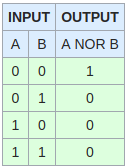 INPUT OUTPUT
A B A NOR B
0 0 1
0 1 0
1 0 0
1 1 0